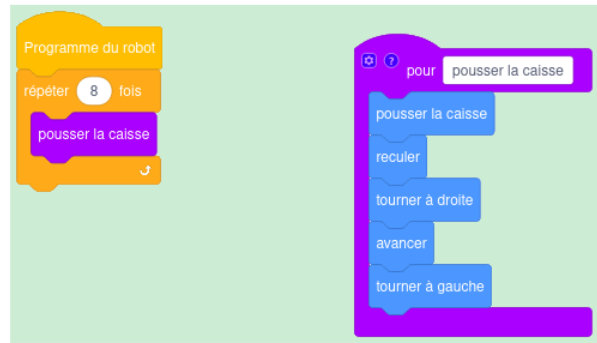 Programme du robot
répéter 8 fois
pousser la caisse
? pour pousser la caisse
pousser la caisse
reculer
tourner à droite
avancer
tourner à gauche